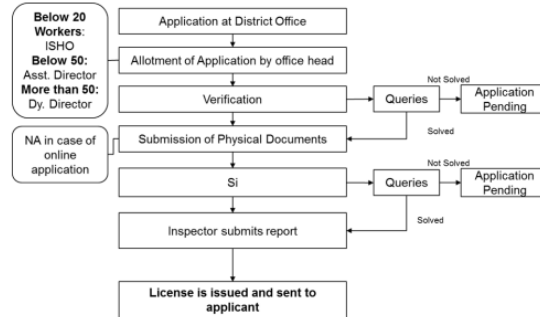 Below 20
Workers:
ISHO
Below 50:
Asst. Director
More than 50:
Dy. Director
Application at District Office
Allotment of Application by office head
Verification
Queries
Not Solved
Application
Pending
Solved
NA in case of
online
application
Submission of Physical Documents
Si
Queries
Not Solved
Application
Pending
Solved
Inspector submits report
License is issued and sent to
applicant